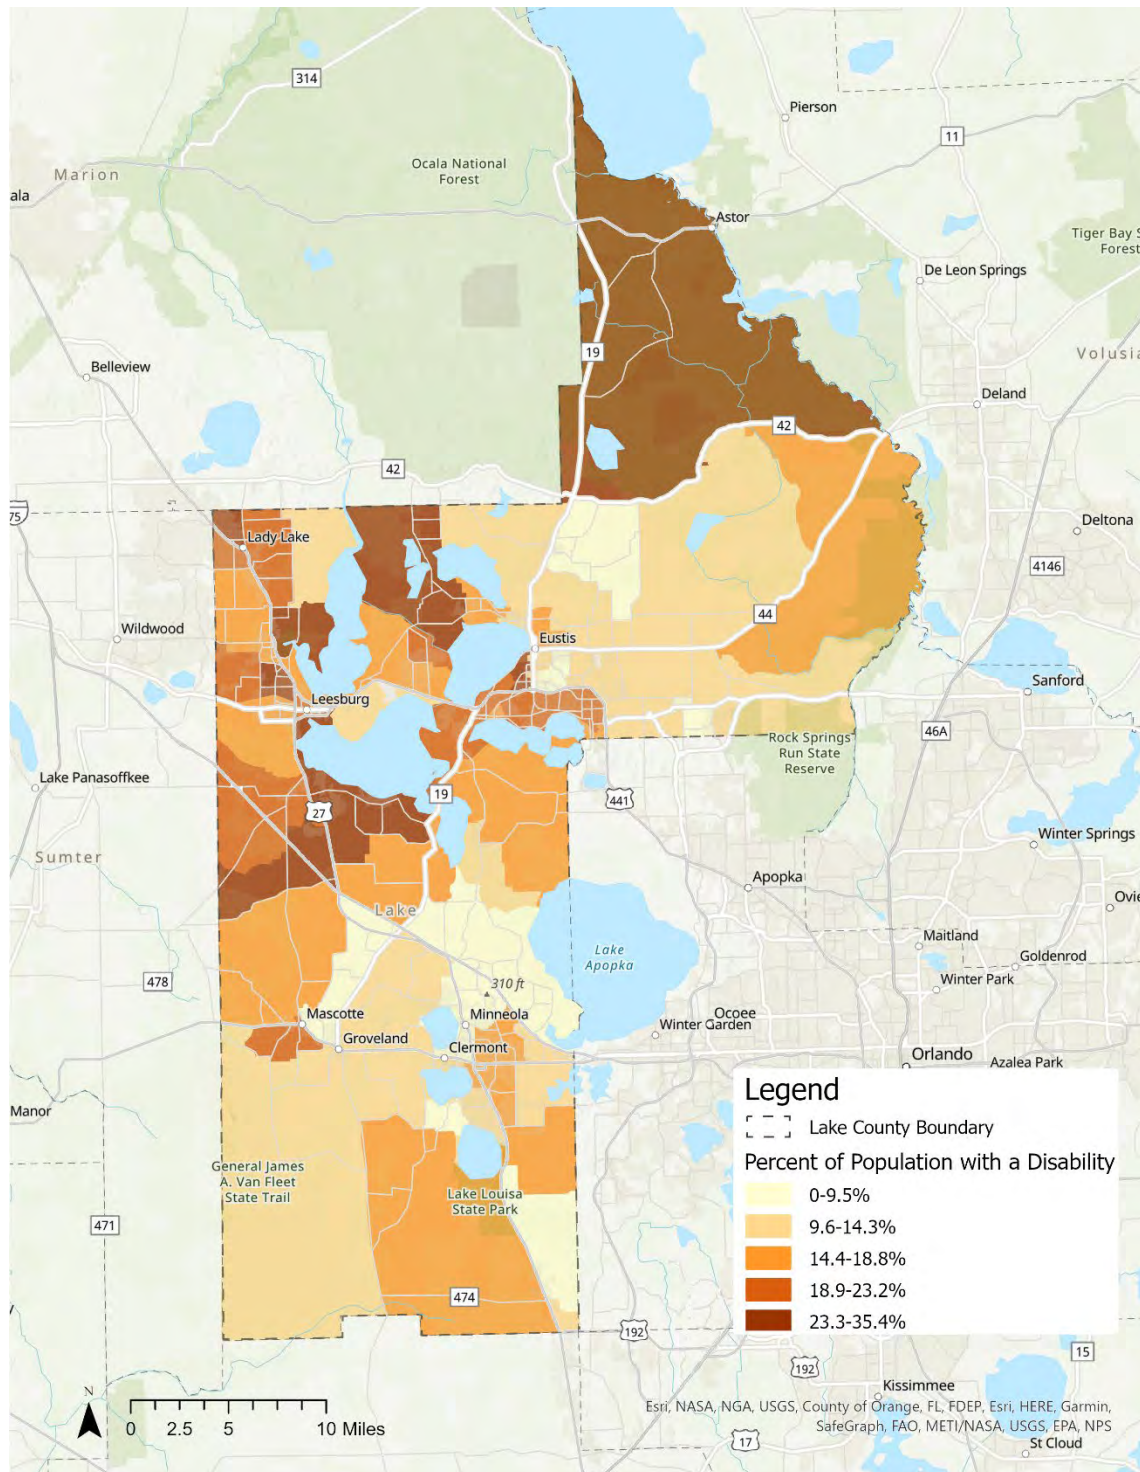 314
Pierson
11
Ocala National
Forest
Marion
ala
Astor
Tiger Bay S
Forest
De Leon Springs
19
Volusia
Belleview
Deland
42
42
75
Deltona
Lady Lake
4146
Wildwood
44
Eustis
Sanford
Leesburg
46A
Rock Springs
Run State
Reserve
Lake Panasoffkee
19
441
27
Winter Springs
Sumter
Apopka
Ovie
Lake
Maitland
Lake
Apopka
Goldenrod
478
310 ft
Winter Park
Mascotte
Minneola
Ocoee
Winter Garden
Groveland
Clermont
Orlando
Azalea Park
Manor
Legend
Lake County Boundary
Percent of Population with a Disability
0-9.5%
9.6-14.3%
14.4-18.8%
18.9-23.2%
23.3-35.4%
General James
A. Van Fleet
State Trail
Lake Louisa
State Park
471
474
192
15
192
Kissimmee
N
0 2.5 5 10 Miles
Esri, NASA, NGA, USGS, County of Orange, FL, FDEP, Esri, HERE, Garmin,
SafeGraph, FAO, METI/NASA, USGS, EPA, NPS
17
St Cloud